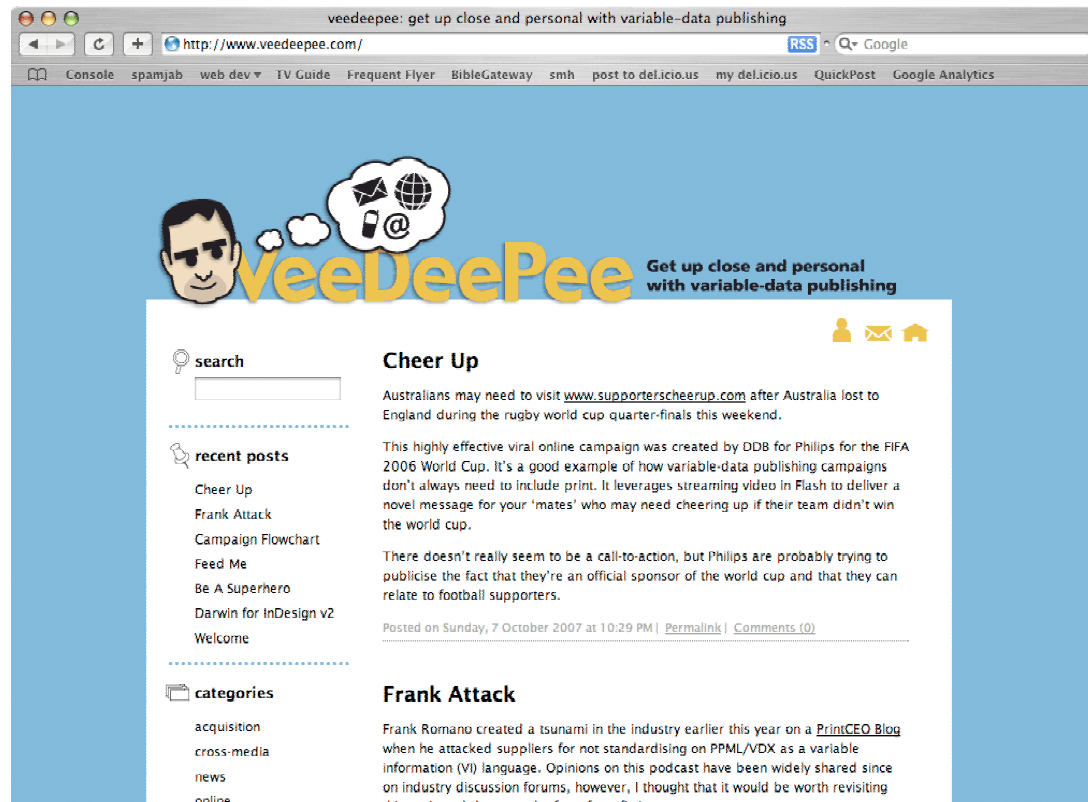 veedeepee: get up close and personal with variable-data publishing
http://www.veedeepee.com/
RSS
Google
Console spamjab web dev TV Guide Frequent Flyer BibleGateway smh post to del.icio.us my del.icio.us QuickPost Google Analytics
@
VeeDeePee
Get up close and personal
with variable-data publishing
search
recent posts
Cheer Up
Frank Attack
Campaign Flowchart
Feed Me
Be A Superhero
Darwin for InDesign v2
Welcome
categories
acquisition
cross-media
news
online
Cheer Up
Australians may need to visit www.supporterscheerup.com after Australia lost to
England during the rugby world cup quarter-finals this weekend.
This highly effective viral online campaign was created by DDB for Philips for the FIFA
2006 World Cup. It's a good example of how variable-data publishing campaigns
don't always need to include print. It leverages streaming video in Flash to deliver a
novel message for your ‘mates’ who may need cheering up if their team didn't win
the world cup.
There doesn't really seem to be a call-to-action, but Philips are probably trying to
publicise the fact that they're an official sponsor of the world cup and that they can
relate to football supporters.
Posted on Sunday, 7 October 2007 at 10:29 PM | Permalink | Comments (0)
Frank Attack
Frank Romano created a tsunami in the industry earlier this year on a PrintCEO Blog
when he attacked suppliers for not standardising on PPML/VDX as a variable
information (VI) language. Opinions on this podcast have been widely shared since
on industry discussion forums, however, I thought that it would be worth revisiting